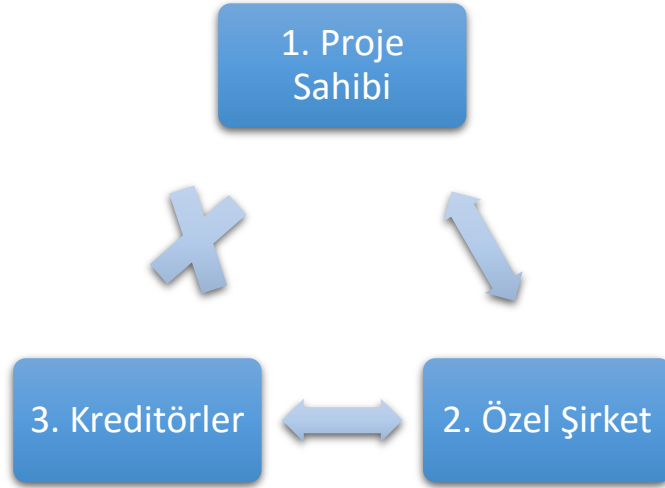 1. Proje
Sahibi
3. Kreditörler
2. Özel Şirket